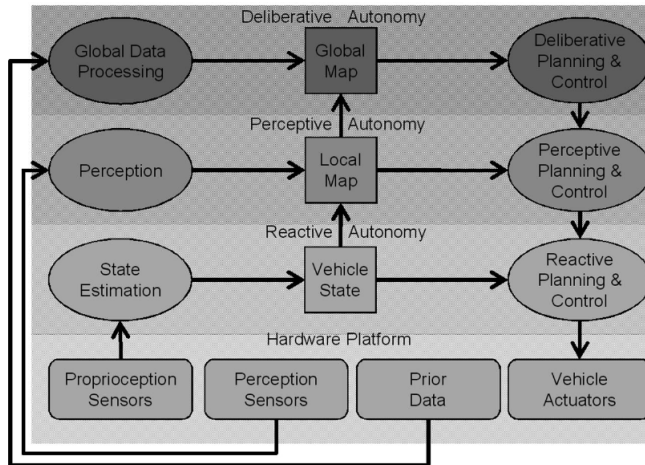 Deliberative Autonomy
Global Data
Processing
Global
Map
Deliberative
Planning &
Control
Perceptive Autonomy
Perception
Local
Map
Perceptive
Planning &
Control
Reactive Autonomy
State
Estimation
Vehicle
State
Reactive
Planning &
Control
Hardware Platform
Proprioception
Sensors
Perception
Sensors
Prior
Data
Vehicle
Actuators